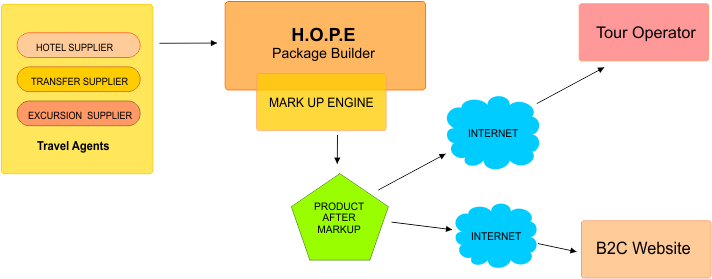 HOTEL SUPPLIER
TRANSFER SUPPLIER
EXCURSION SUPPLIER
Travel Agents
H.O.P.E
Package Builder
MARK UP ENGINE
PRODUCT
AFTER
MARKUP
INTERNET
Tour Operator
INTERNET
B2C Website